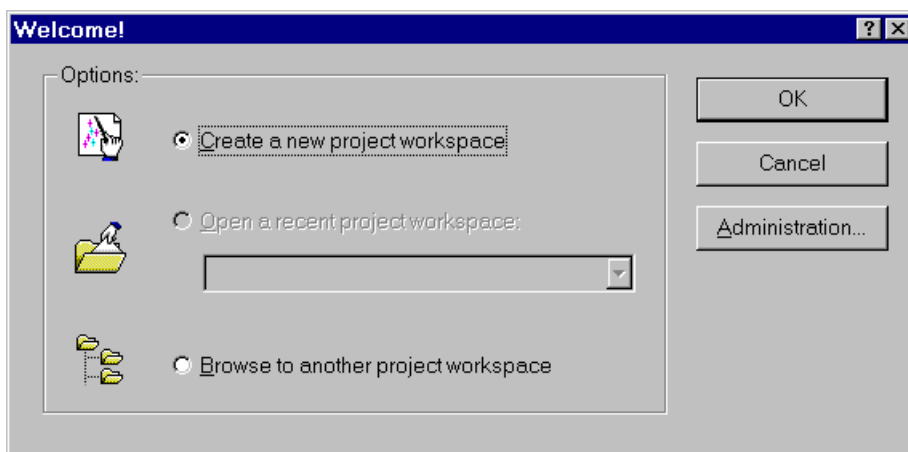 Welcome!
Options:
Create a new project workspace
Open a recent project workspace:
Browse to another project workspace
OK
Cancel
Administration...